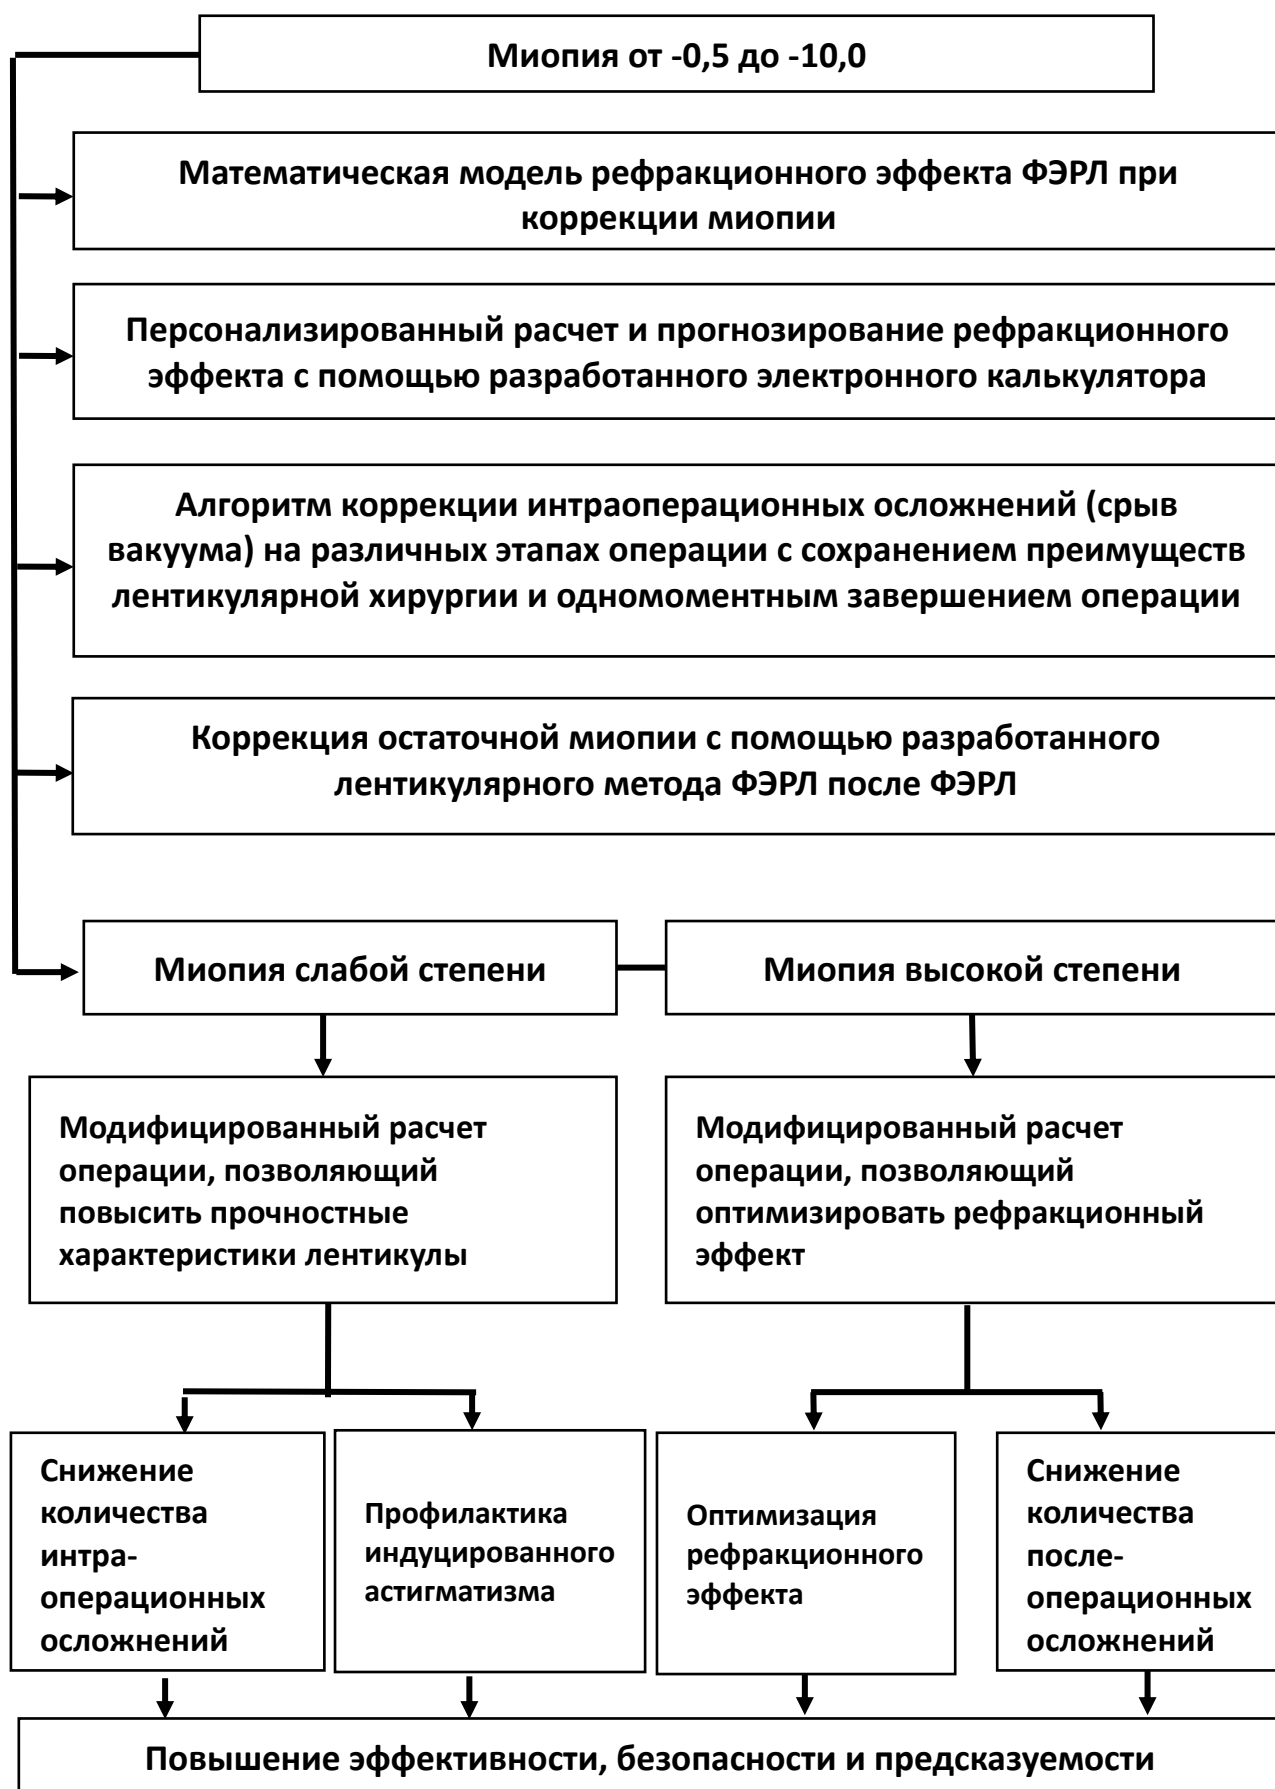 Миопия от -0,5 до -10,0
Математическая модель рефракционного эффекта ФЭРЛ при
коррекции миопии
Персонализированный расчет и прогнозирование рефракционного
эффекта с помощью разработанного электронного калькулятора
Алгоритм коррекции интраоперационных осложнений (срыв
вакуума) на различных этапах операции с сохранением преимуществ
лентикулярной хирургии и одномоментным завершением операции
Коррекция остаточной миопии с помощью разработанного
лентикулярного метода ФЭРЛ после ФЭРЛ
Миопия слабой степени
Миопия высокой степени
Модифицированный расчет
операции, позволяющий
повысить прочностные
характеристики лентикулы
Модифицированный расчет
операции, позволяющий
оптимизировать рефракционный
эффект
Снижение
количества
интра-
операционных
осложнений
Профилактика
индуцированного
астигматизма
Оптимизация
рефракционного
эффекта
Снижение
количества
после-
операционных
осложнений
Повышение эффективности, безопасности и предсказуемости